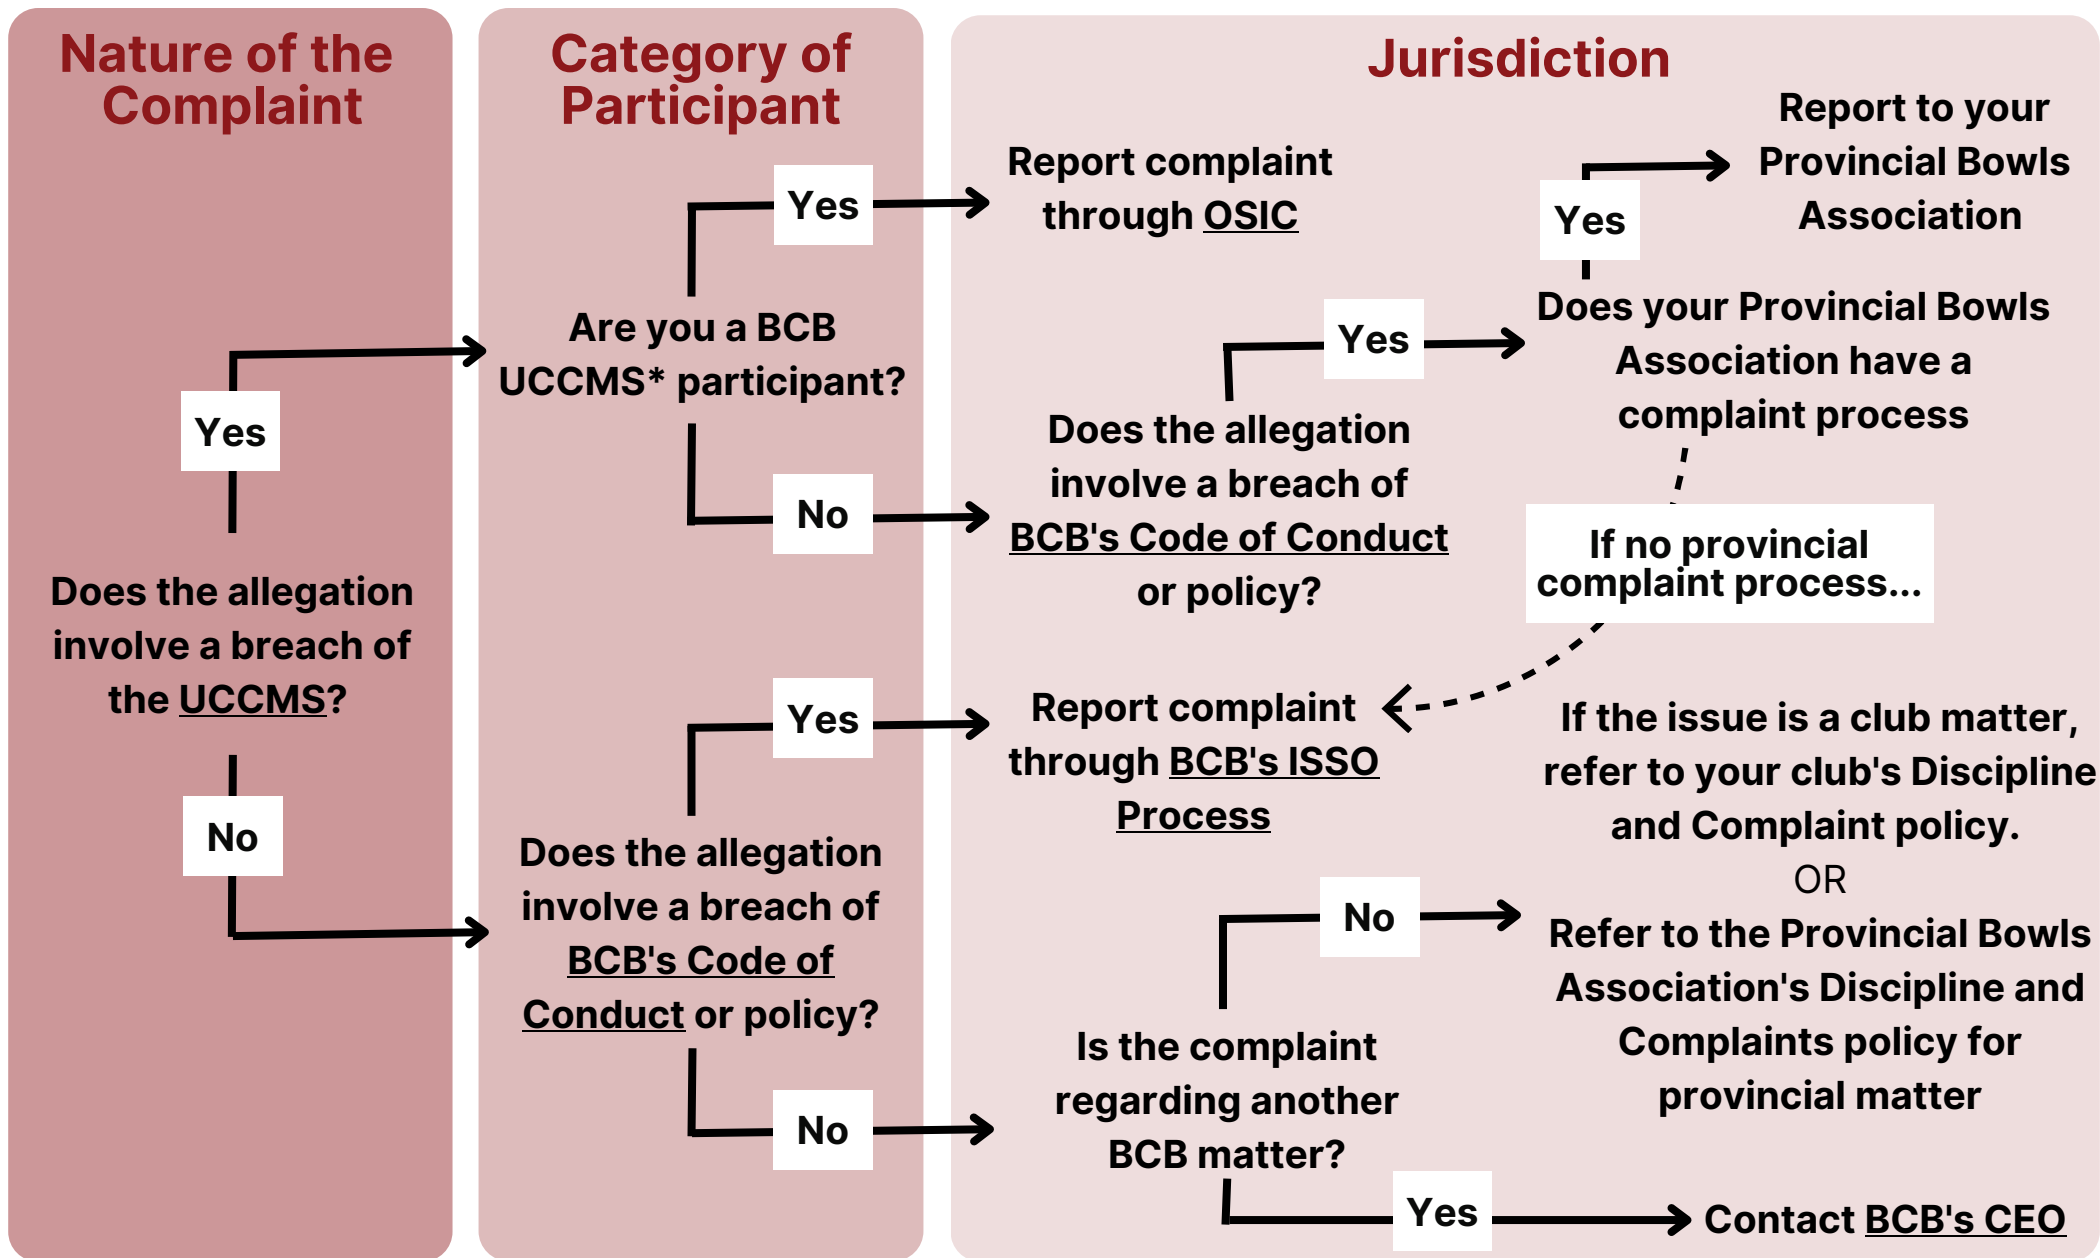 Nature of the
Complaint
Yes
Does the allegation
involve a breach of
the UCCMS?
No
Category of
Participant
Yes
Are you a BCB
UCCMS* participant?
No
Yes
Does the allegation
involve a breach of
BCB's Code of
Conduct or policy?
No
Jurisdiction
Report complaint
through OSIC
Yes
Does the allegation
involve a breach of
BCB's Code of Conduct
or policy?
Report to your
Provincial Bowls
Association
Yes
Does your Provincial Bowls
Association have a
complaint process
If no provincial
complaint process...
Report complaint
through BCB's ISSO
Process
If the issue is a club matter,
refer to your club's Discipline
and Complaint policy.
OR
Refer to the Provincial Bowls
Association's Discipline and
Complaints policy for
provincial matter
No
Is the complaint
regarding another
BCB matter?
Yes
Contact BCB's CEO